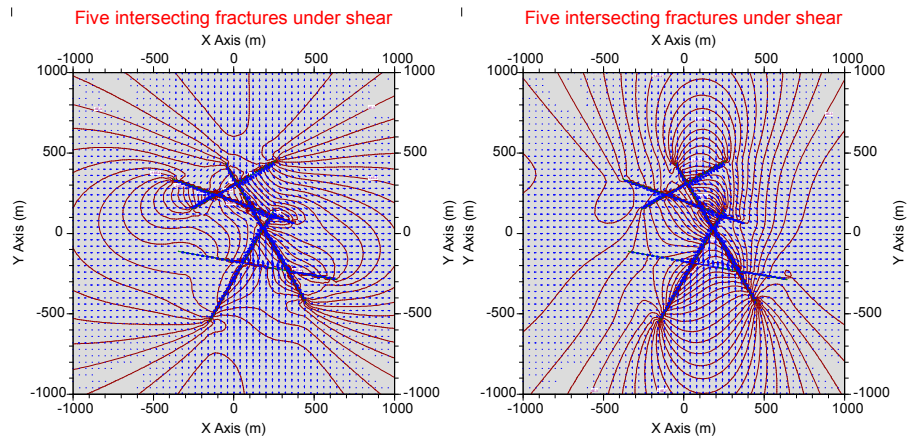 Five intersecting fractures under shear
X Axis (m)
-1000 -500 0 500 1000
1000 1000
500 500
0 0
-500 -500
-1000 -1000
Y Axis (m)
Y Axis (m)
-1000 -500 0 500 1000
X Axis (m)
Five intersecting fractures under shear
X Axis (m)
-1000 -500 0 500 1000
1000 1000
500 500
0 0
-500 -500
-1000 -1000
Y Axis (m)
Y Axis (m)
-1000 -500 0 500 1000
X Axis (m)